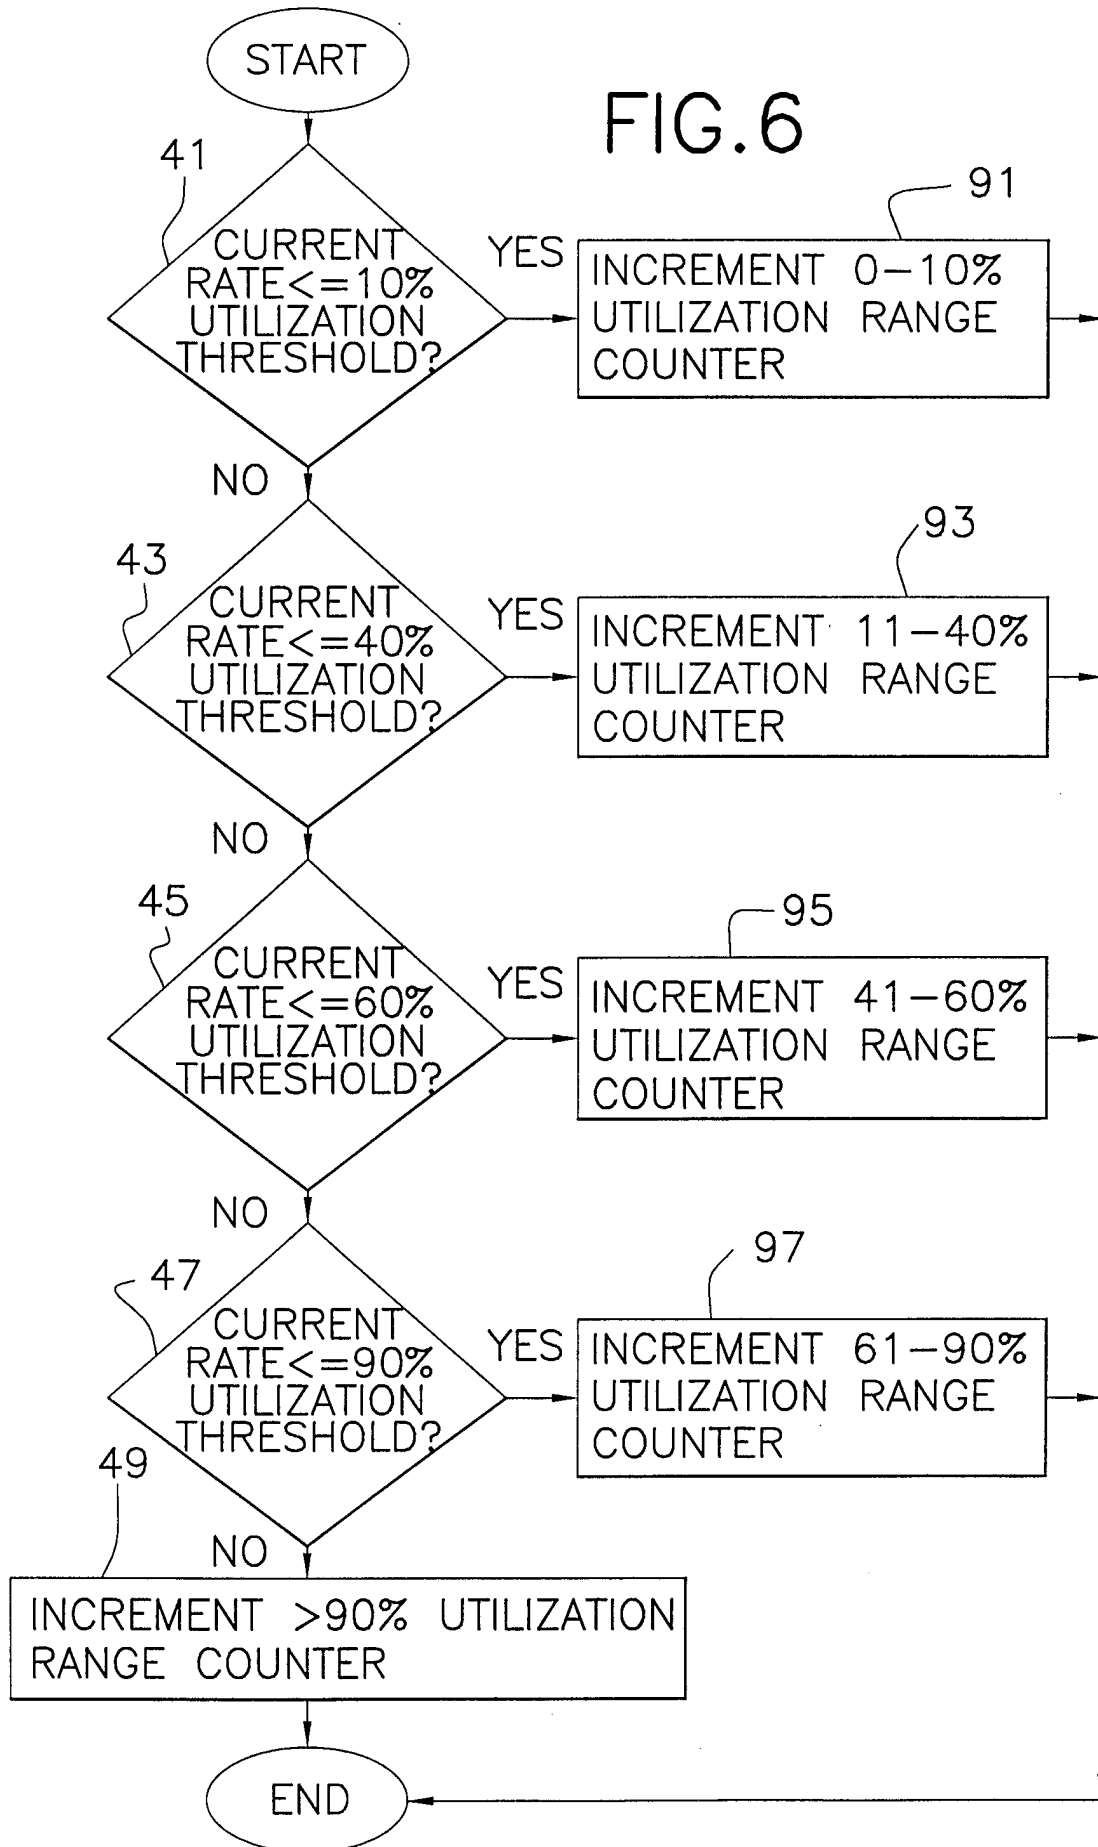 START
FIG.6
41
CURRENT
RATE<=10%
UTILIZATION
THRESHOLD?
YES
91
INCREMENT 0-10%
UTILIZATION RANGE
COUNTER
NO
43
CURRENT
RATE<=40%
UTILIZATION
THRESHOLD?
YES
93
INCREMENT 11-40%
UTILIZATION RANGE
COUNTER
NO
45
CURRENT
RATE<=60%
UTILIZATION
THRESHOLD?
YES
95
INCREMENT 41-60%
UTILIZATION RANGE
COUNTER
NO
47
CURRENT
RATE<=90%
UTILIZATION
THRESHOLD?
YES
97
INCREMENT 61-90%
UTILIZATION RANGE
COUNTER
NO
49
INCREMENT >90% UTILIZATION
RANGE COUNTER
END